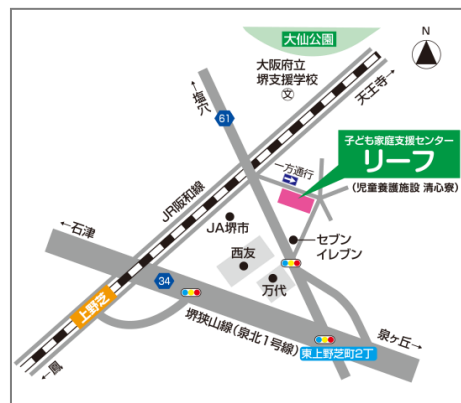 大仙公園
N
大阪府立
堺支援学校
文
天王寺→
←塩穴
61
子ども家庭支援センター
リーフ
(児童養護施設 清心寮)
一方通行
JR阪和線
JA堺市
セブン
イレブン
←石津
西友
34
万代
上野芝
堺狭山線(泉北1号線)
泉ヶ丘→
東上野芝町2丁
←鳳